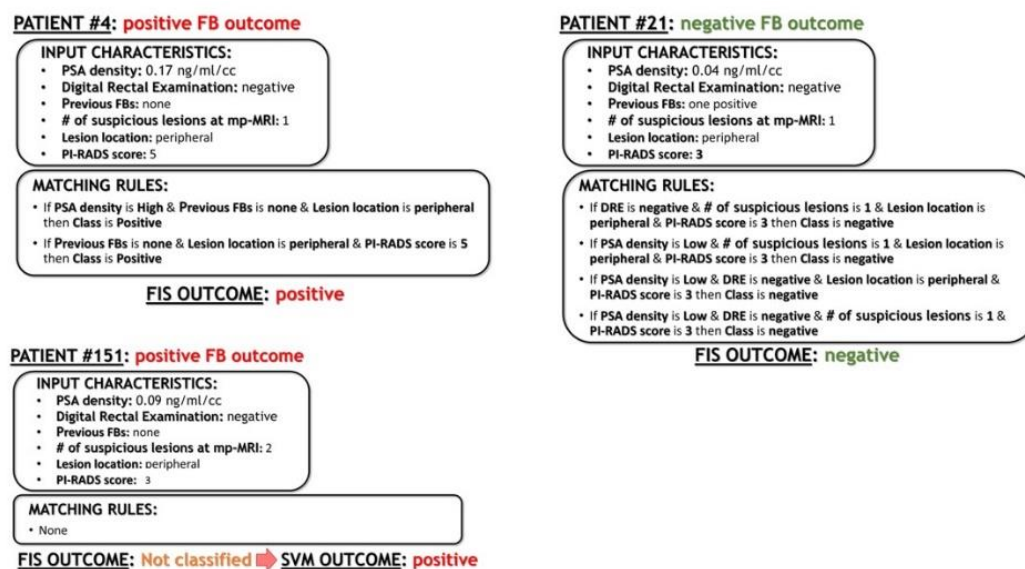 PATIENT #4: positive FB outcome
INPUT CHARACTERISTICS:
• PSA density: 0.17 ng/ml/cc
• Digital Rectal Examination: negative
• Previous FBs: none
• # of suspicious lesions at mp-MRI: 1
• Lesion location: peripheral
• PI-RADS score: 5
MATCHING RULES:
• If PSA density is High & Previous FBs is none & Lesion location is peripheral
then Class is Positive
• If Previous FBs is none & Lesion location is peripheral & PI-RADS score is 5
then Class is Positive
FIS OUTCOME: positive
PATIENT #21: negative FB outcome
INPUT CHARACTERISTICS:
• PSA density: 0.04 ng/ml/cc
• Digital Rectal Examination: negative
• Previous FBs: one positive
• # of suspicious lesions at mp-MRI: 1
• Lesion location: peripheral
• PI-RADS score: 3
MATCHING RULES:
• If DRE is negative & # of suspicious lesions is 1 & Lesion location is
peripheral & PI-RADS score is 3 then Class is negative
• If PSA density is Low & # of suspicious lesions is 1 & Lesion location is
peripheral & PI-RADS score is 3 then Class is negative
• If PSA density is Low & DRE is negative & Lesion location is peripheral &
PI-RADS score is 3 then Class is negative
• If PSA density is Low & DRE is negative & # of suspicious lesions is 1 &
PI-RADS score is 3 then Class is negative
FIS OUTCOME: negative
PATIENT #151: positive FB outcome
INPUT CHARACTERISTICS:
• PSA density: 0.09 ng/ml/cc
• Digital Rectal Examination: negative
• Previous FBs: none
• # of suspicious lesions at mp-MRI: 2
• Lesion location: peripheral
• PI-RADS score: 3
MATCHING RULES:
• None
FIS OUTCOME: Not classified SVM OUTCOME: positive